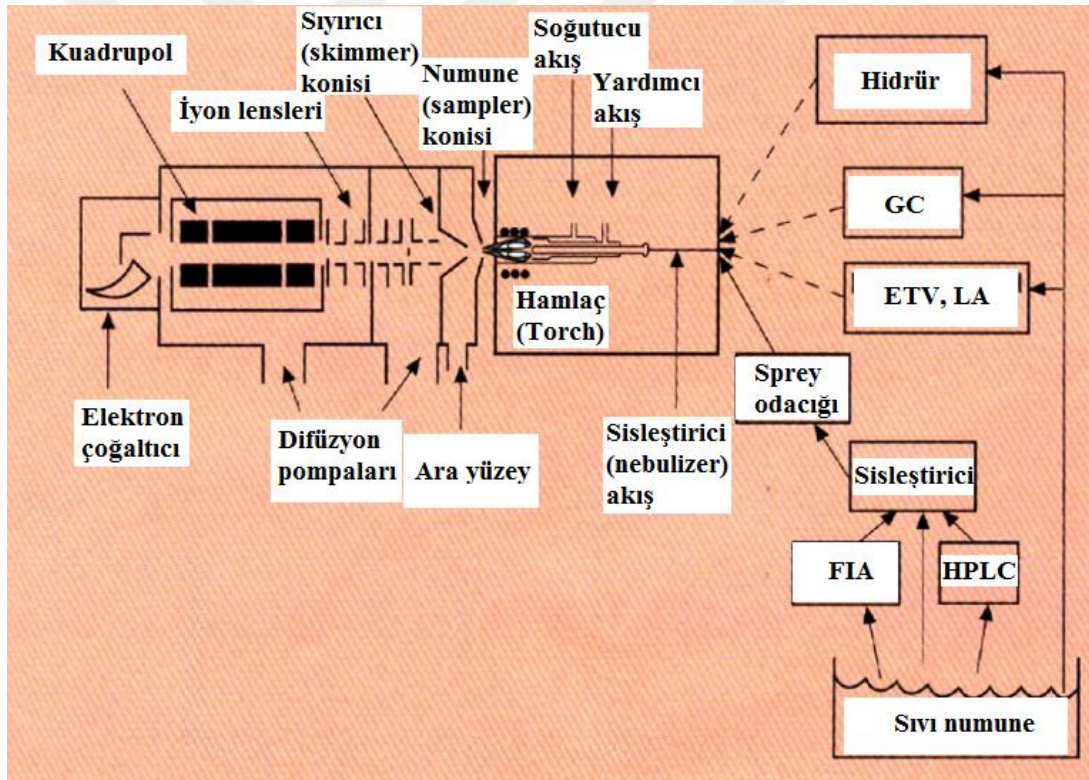 Kuadrupol
İyon lensleri
Sıyırıcı
(skimmer)
konisi
Numune
(sampler)
konisi
Soğutucu
akış
Yardımcı
akış
Hidrür
GC
ETV, LA
Hamlaç
(Torch)
Sprey
odacığı
Elektron
çoğaltıcı
Difüzyon
pompaları
Ara yüzey
Sisleştirici
(nebulizer)
akış
Sisleştirici
FIA
HPLC
Sıvı numune